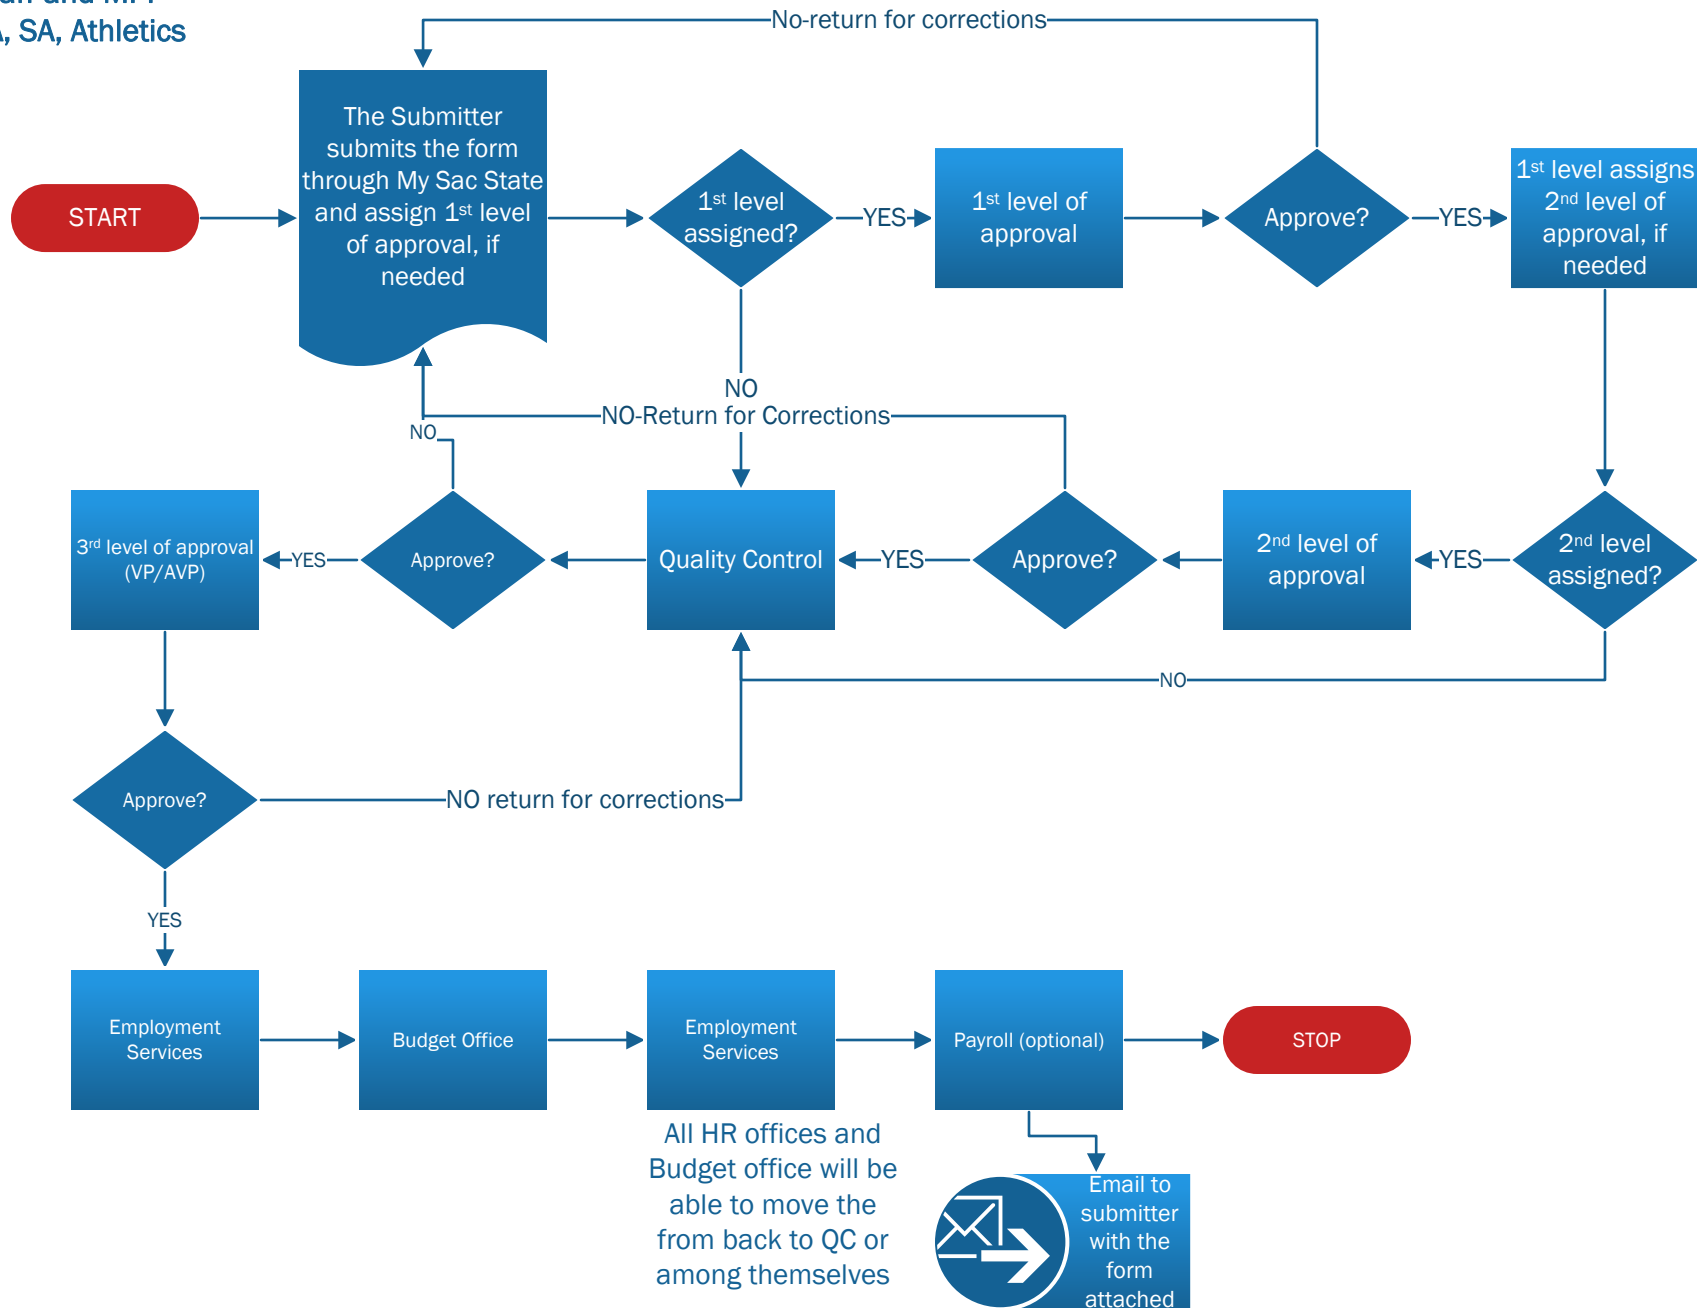 SA, Athletics
No-return for corrections
The Submitter
submits the form
through My Sac State
and assign 1st level
of approval, if
needed
START
1st level
assigned?
YES
1st level of
approval
Approve?
YES
1st level assigns
2nd level of
approval, if
needed
NO
NO-Return for Corrections
NO
3rd level of approval
(VP/AVP)
YES
Approve?
Quality Control
YES
Approve?
2nd level of
approval
YES
2nd level
assigned?
NO
Approve?
NO return for corrections
YES
Employment
Services
Budget Office
Employment
Services
Payroll (optional)
STOP
All HR offices and
Budget office will be
able to move the
from back to QC or
among themselves
Email to
submitter
with the
form
attached